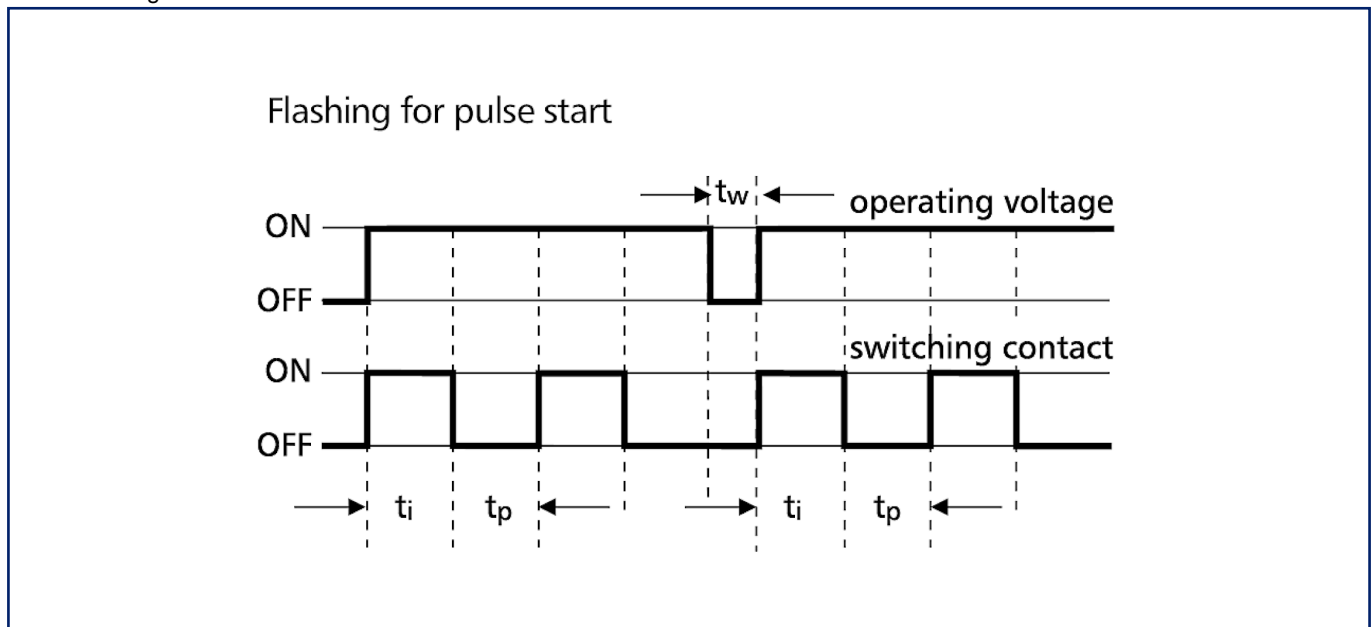 Flashing for pulse start
tw
operating voltage
ON
OFF
switching contact
ON
OFF
ti tp ti tp